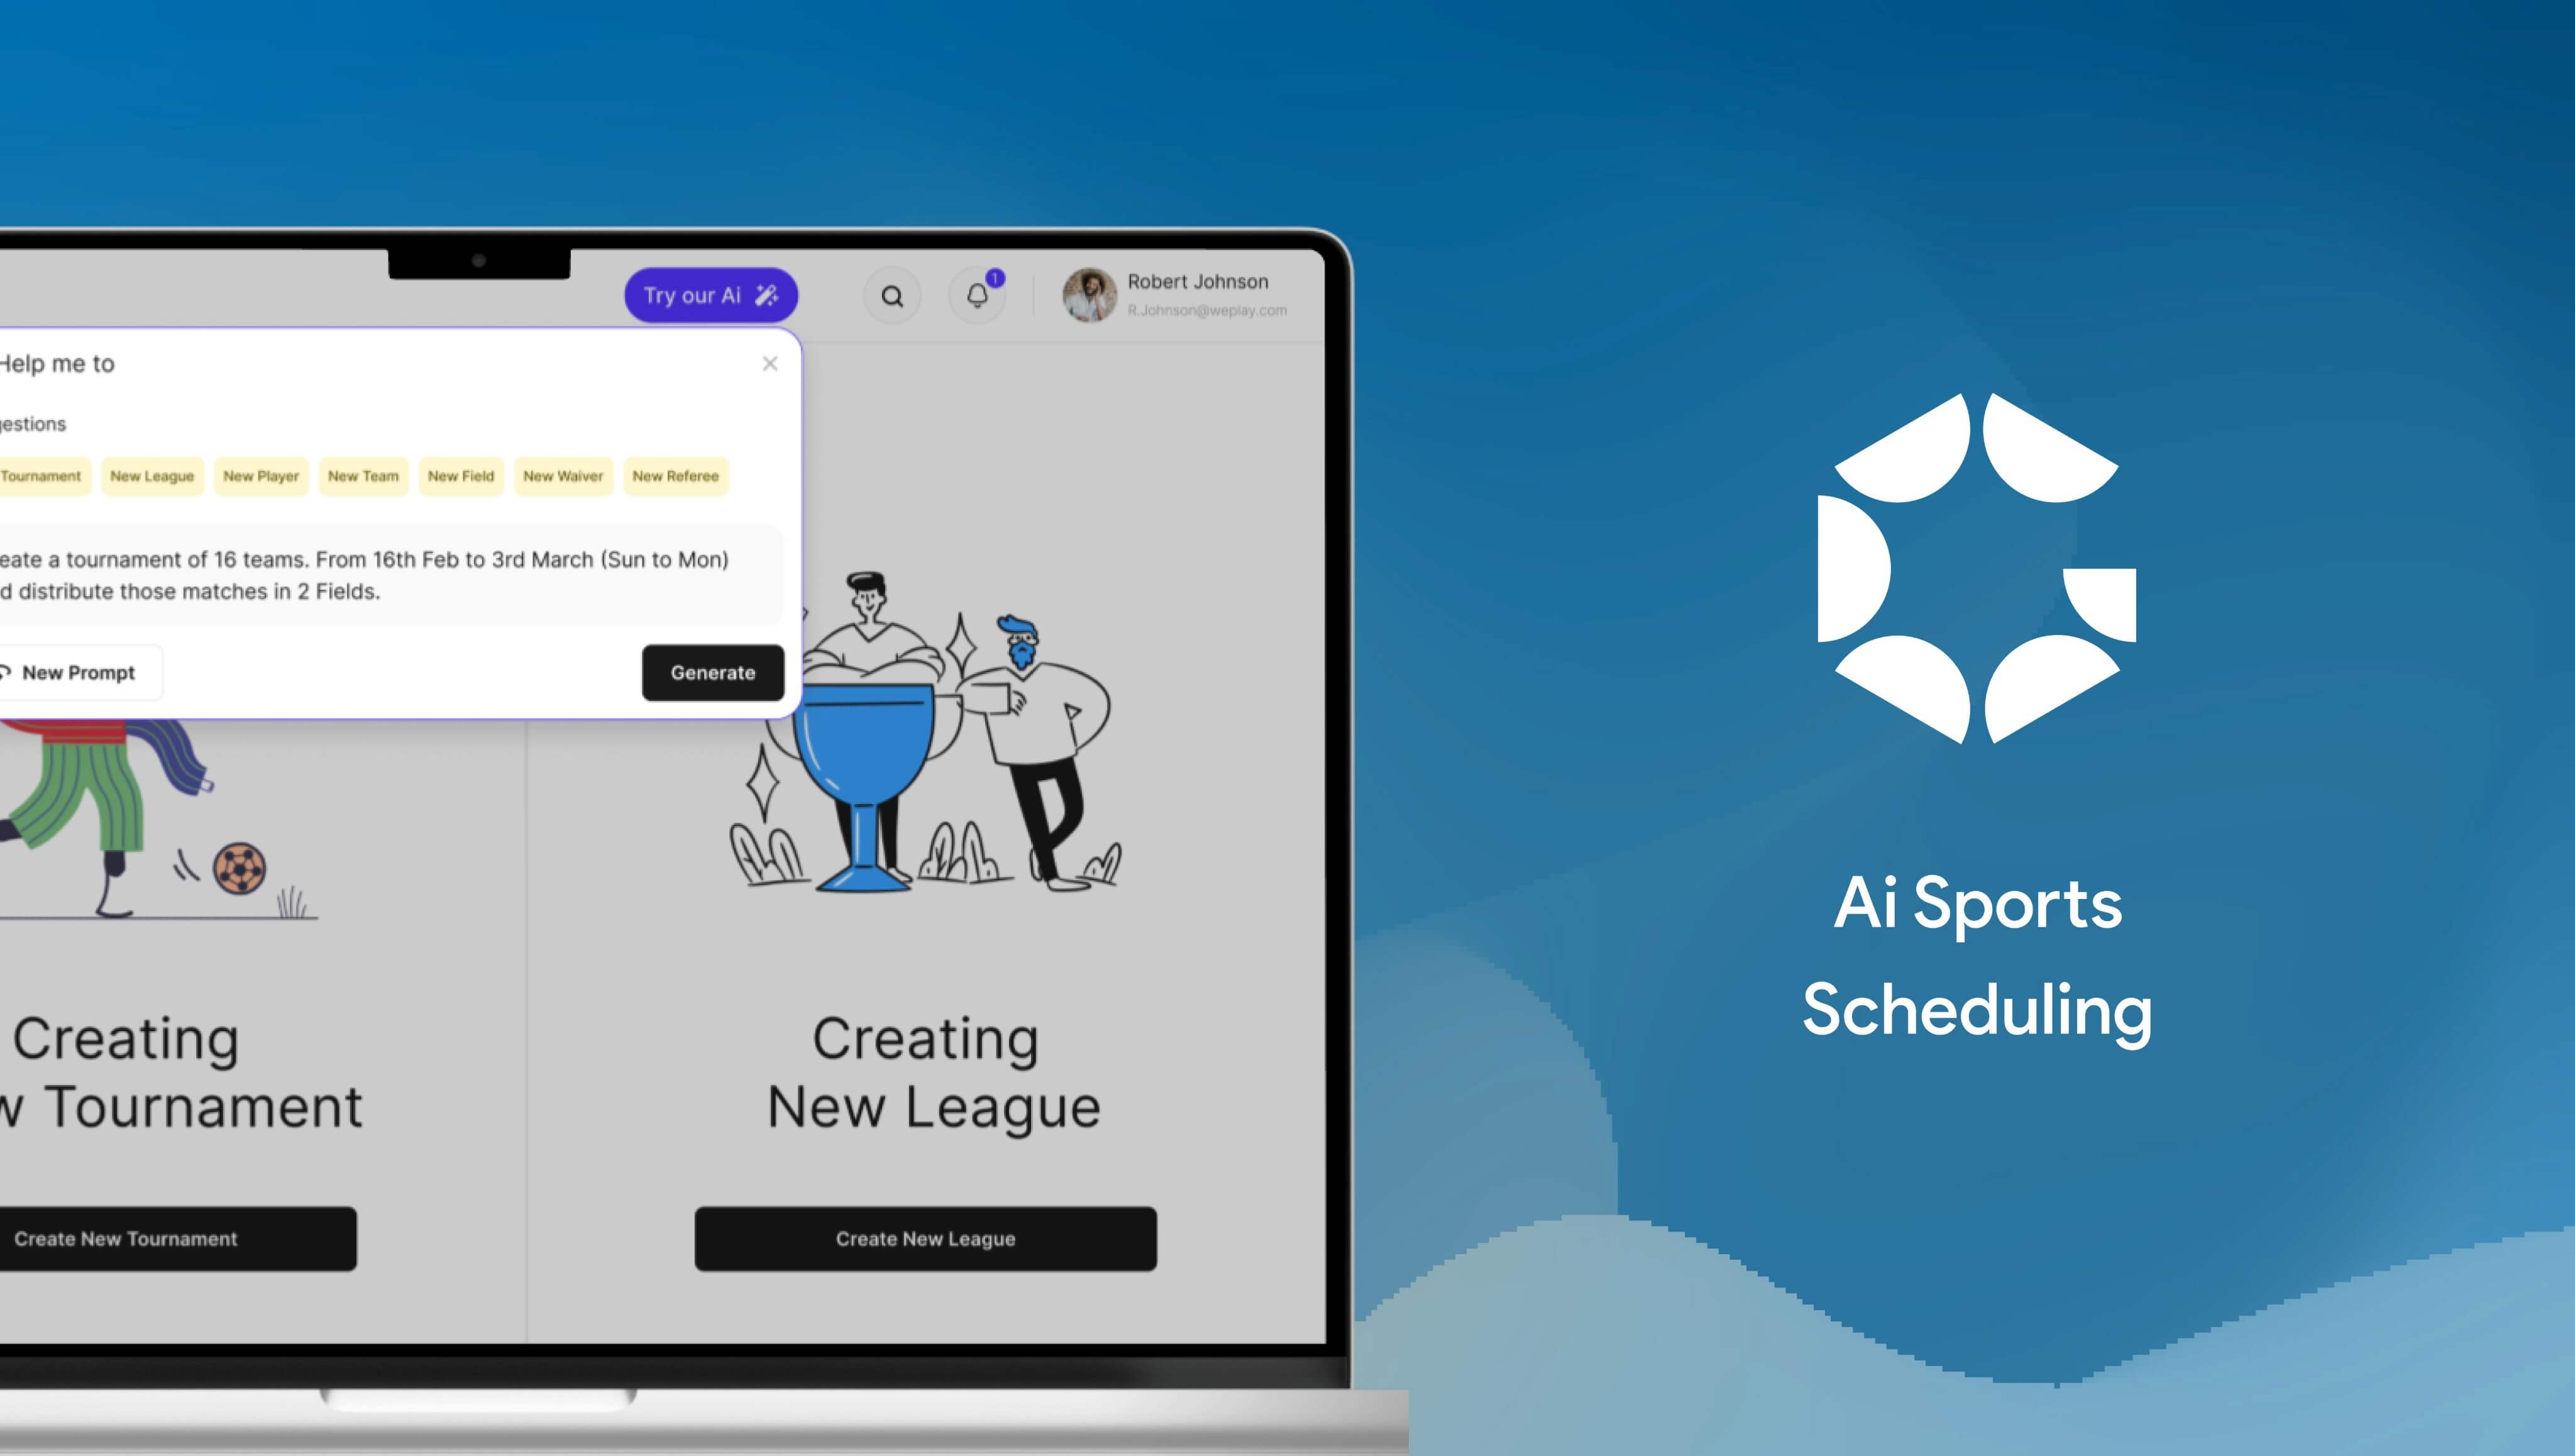 Try our Ai
1
Robert Johnson
R.Johnson@weplay.com
Help me to
gestions
Tournament
New League
New Player
New Team
New Field
New Waiver
New Referee
eate a tournament of 16 teams. From 16th Feb to 3rd March (Sun to Mon)
d distribute those matches in 2 Fields.
New Prompt
Generate
Creating
w Tournament
Create New Tournament
Creating
New League
Create New League
Ai Sports
Scheduling